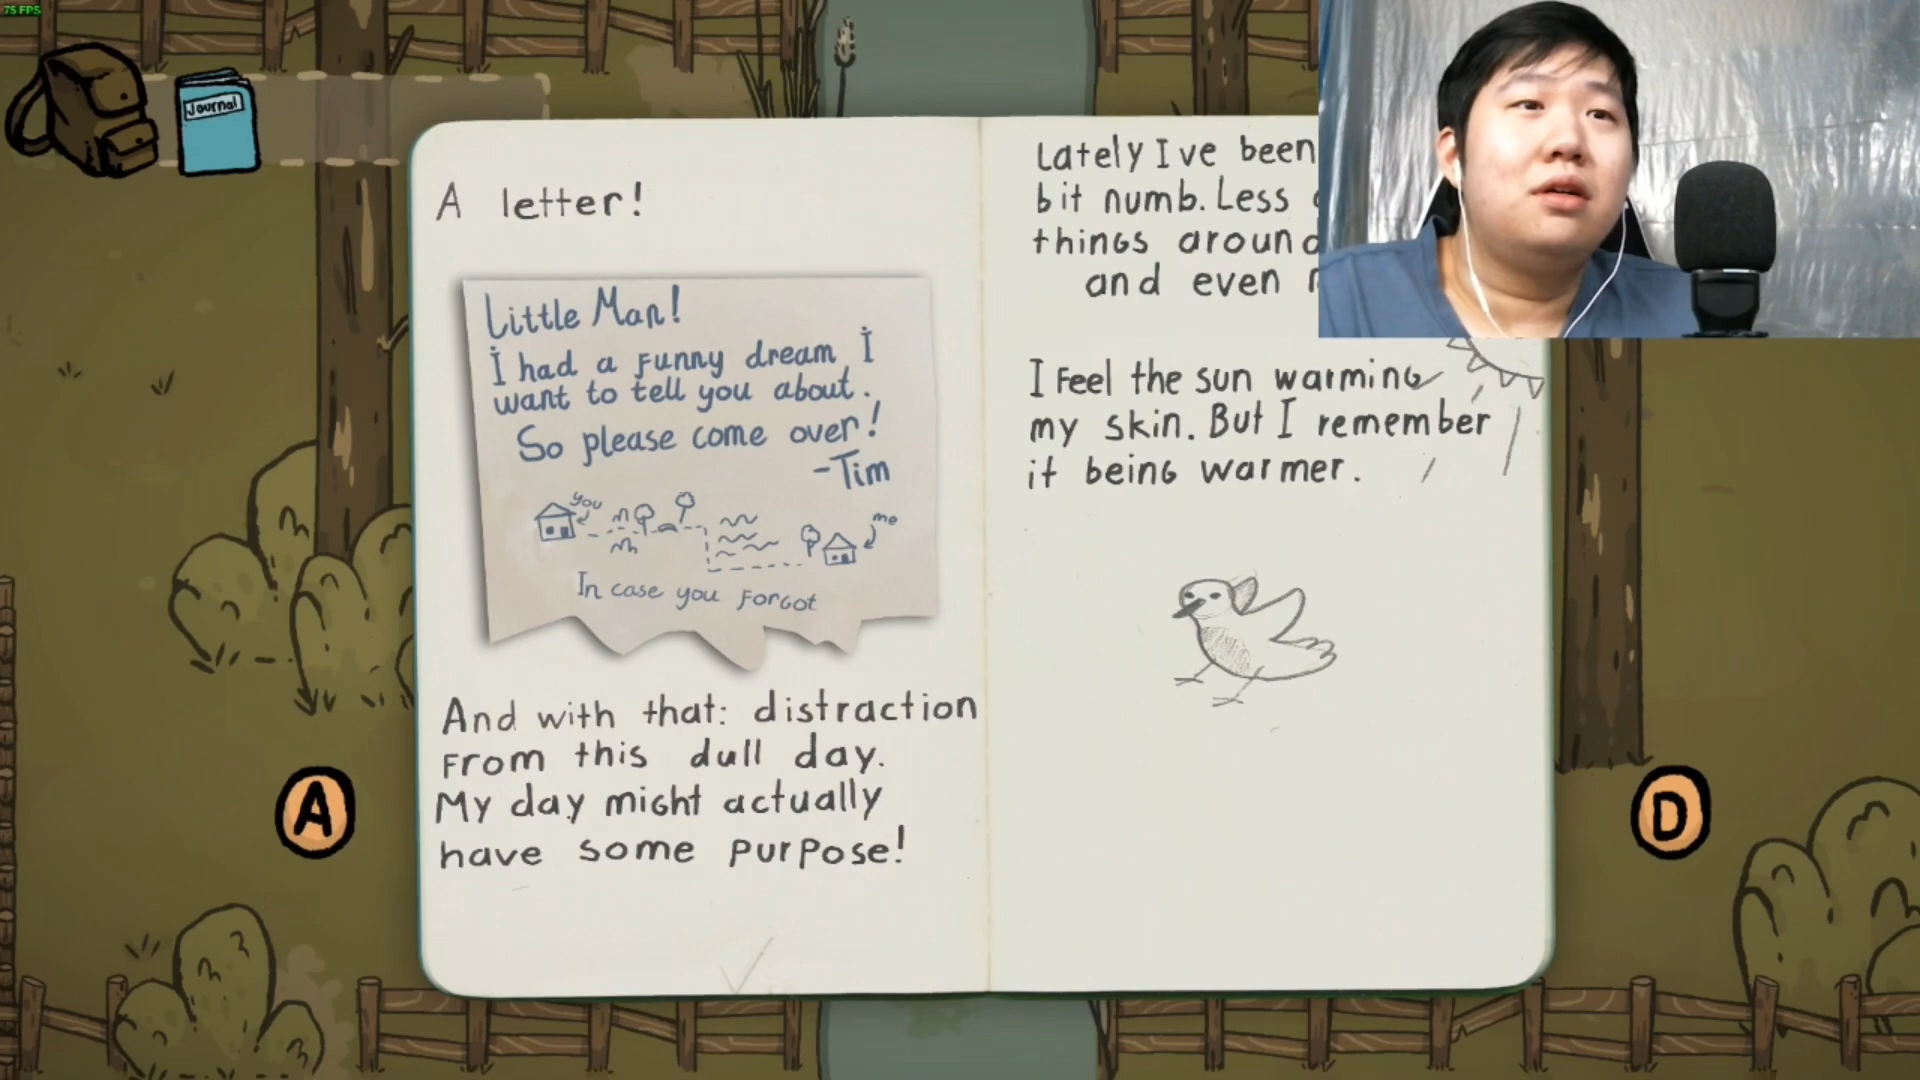 75 FPS
Journal
A letter!
Little Man!
I had a funny dream I
want to tell you about.
So please come over!
-Tim
you
me
In case you forgot
And with that: distraction
from this dull day.
My day might actually
have some purpose!
Lately I've been
bit numb. Less
things around
and even
I feel the sun warming
my skin. But I remember
it being warmer.
A
D